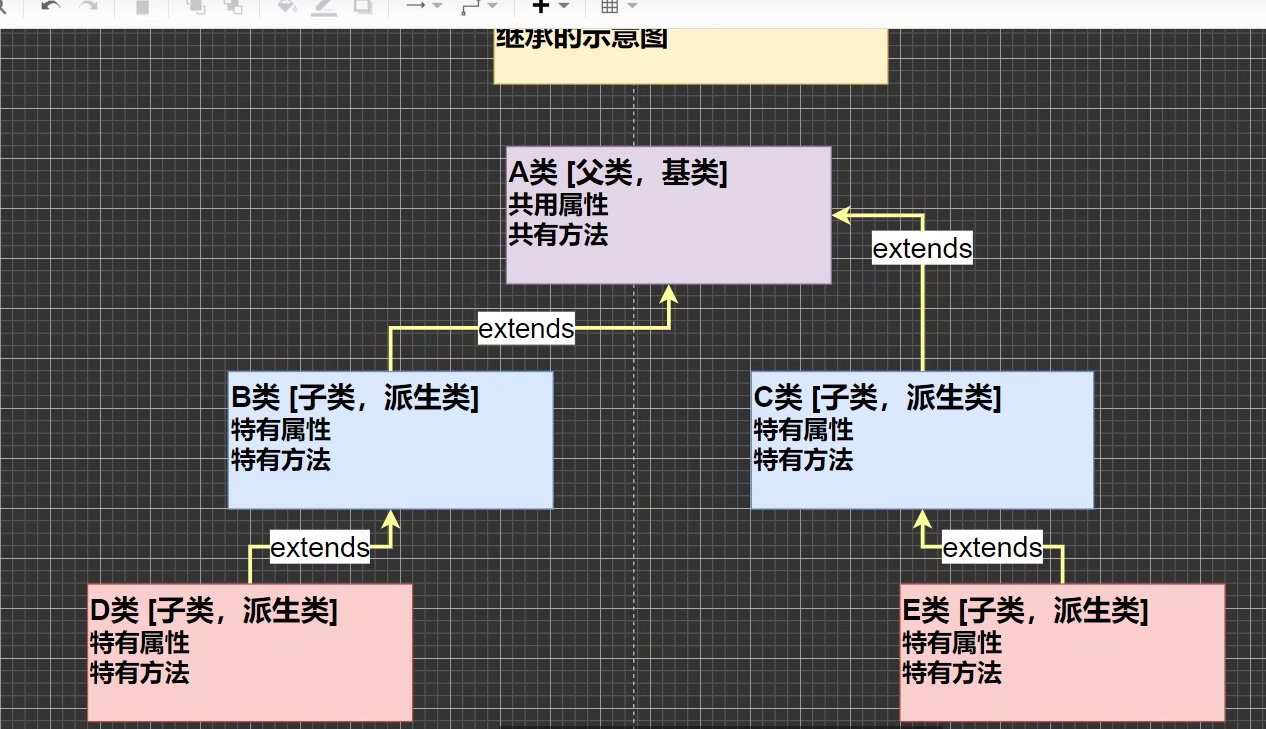 继承的示意图
A类 [父类，基类]
共用属性
共有方法
extends
extends
B类 [子类，派生类]
特有属性
特有方法
C类 [子类，派生类]
特有属性
特有方法
extends
extends
D类 [子类，派生类]
特有属性
特有方法
E类 [子类，派生类]
特有属性
特有方法